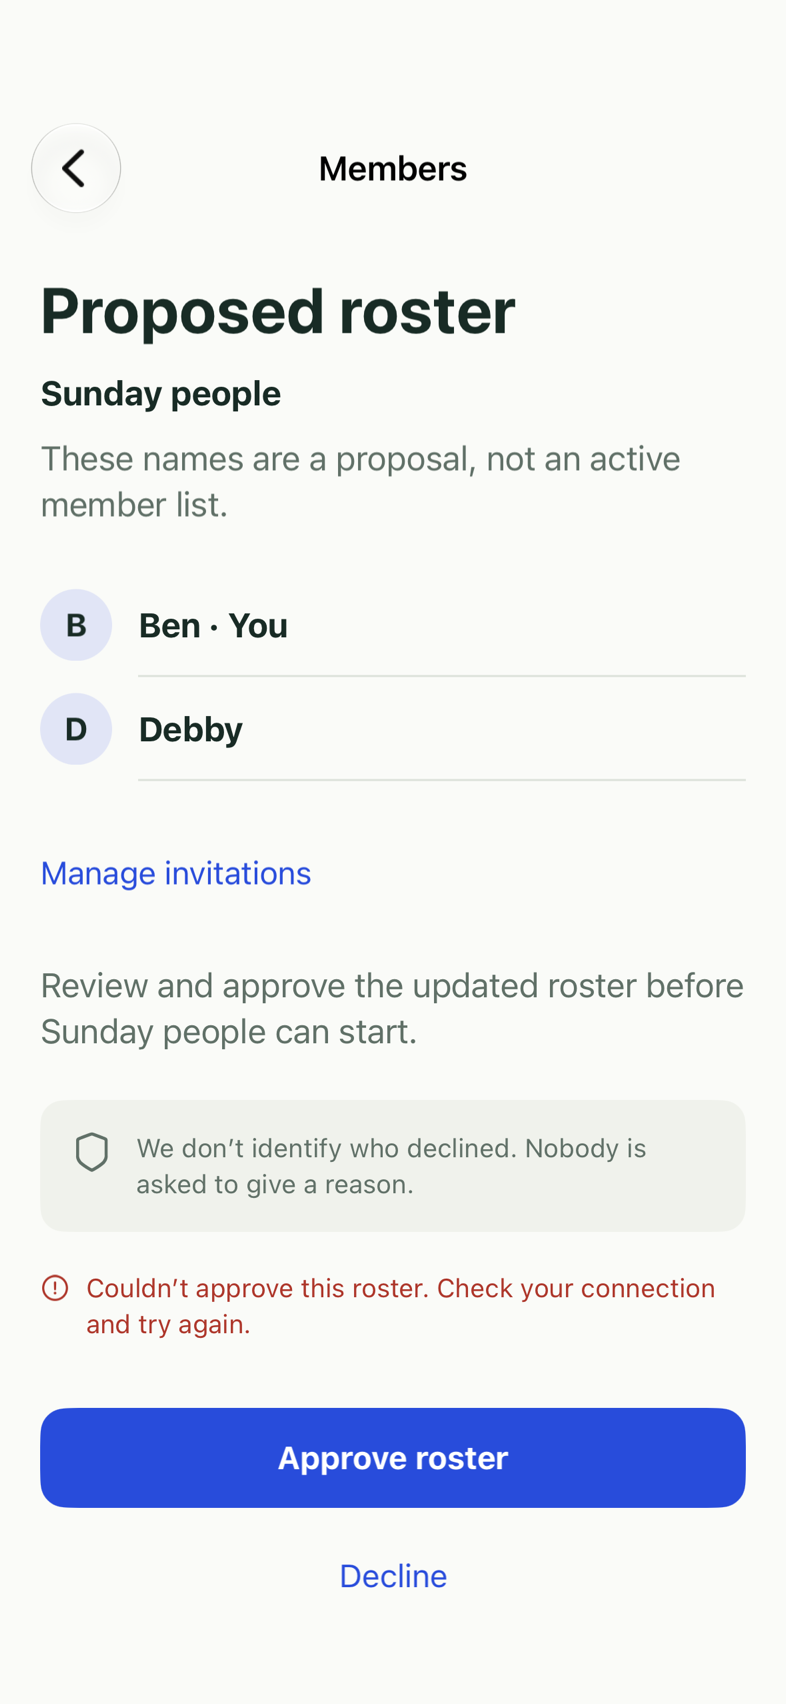 Members
Proposed roster
Sunday people
These names are a proposal, not an active
member list.
B
Ben · You
D
Debby
Manage invitations
Review and approve the updated roster before
Sunday people can start.
We don’t identify who declined. Nobody is
asked to give a reason.
Couldn’t approve this roster. Check your connection
and try again.
Approve roster
Decline